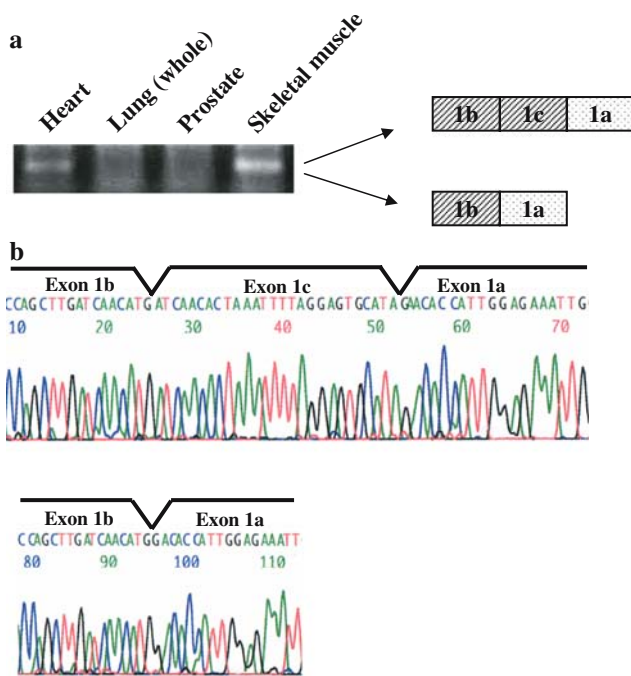 a
Heart
Lung (whole)
Prostate
Skeletal muscle
1b 1c 1a
1b 1a
b
Exon 1b Exon 1c Exon 1a
CCAGCTTGATCAACATGATCAACACTAAATTTTAGGAGTGCATAGAACACCATTGGAGAAATTG
10 20 30 40 50 60 70
Exon 1b Exon 1a
CCAGCTTGATCAACATGGACACCATTGGAGAAATT
80 90 100 110